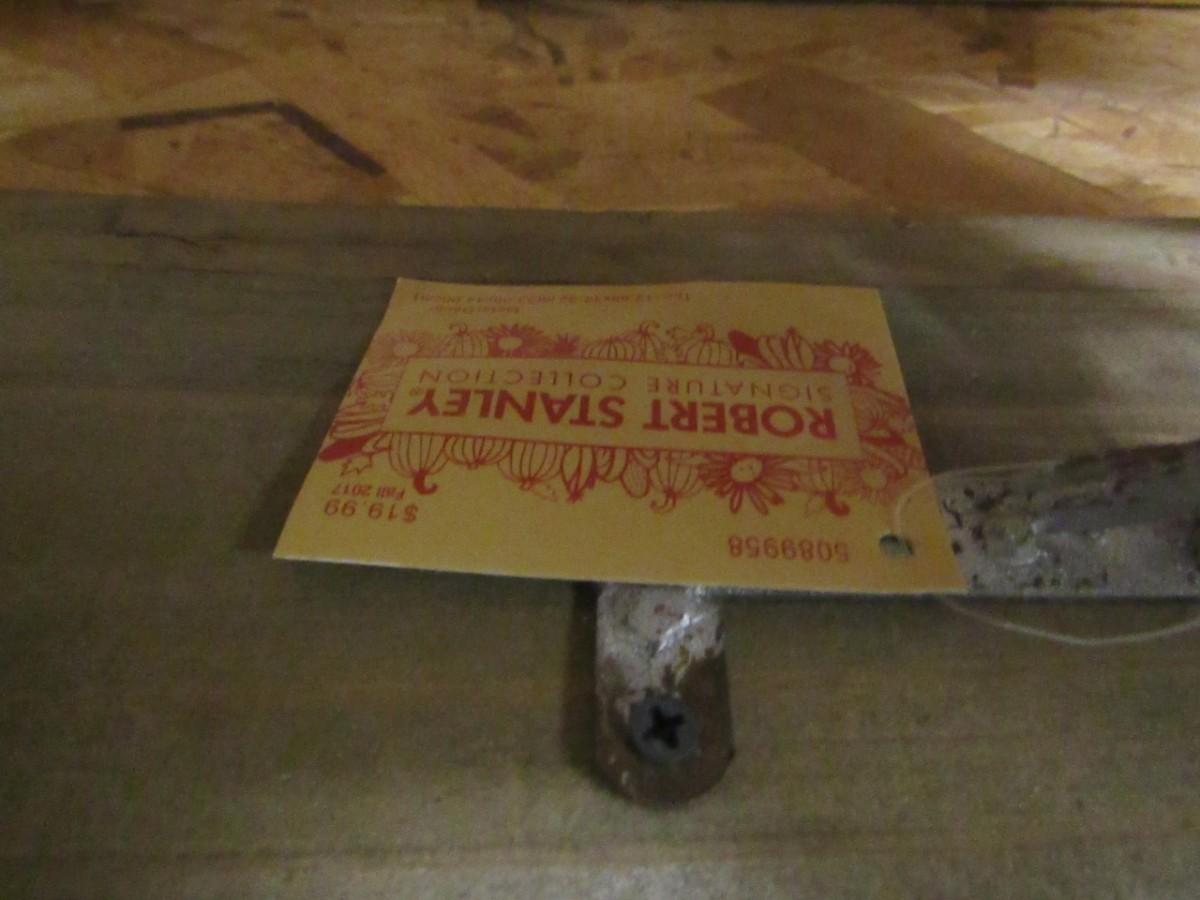 5089958
$19.99
Fall 2017
ROBERT STANLEY®
SIGNATURE COLLECTION